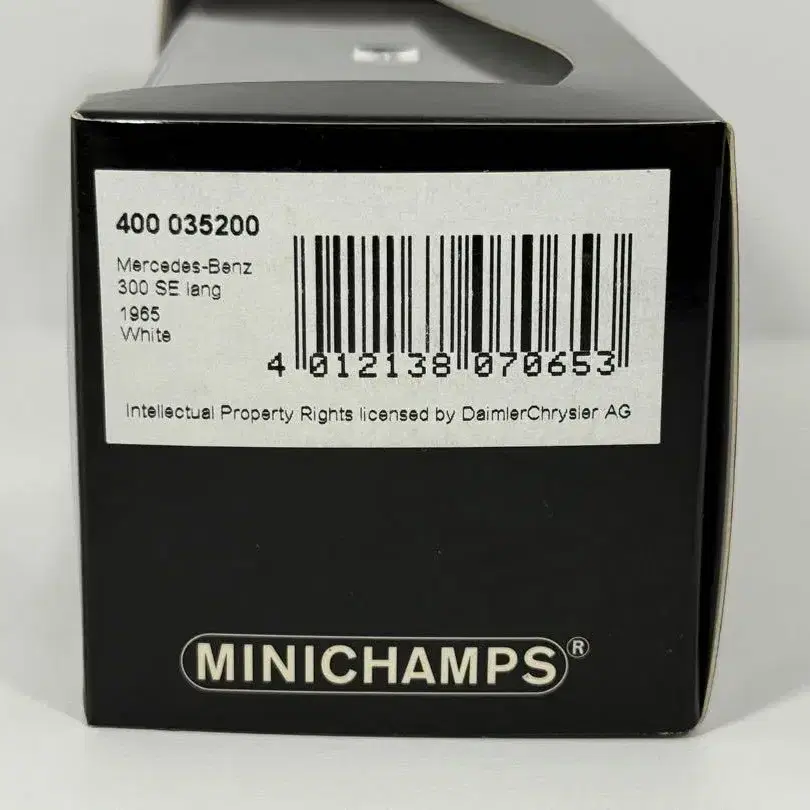 400 035200
Mercedes-Benz
300 SE lang
1965
White
4 012138 070653
Intellectual Property Rights licensed by DaimlerChrysler AG
MINICHAMPS®